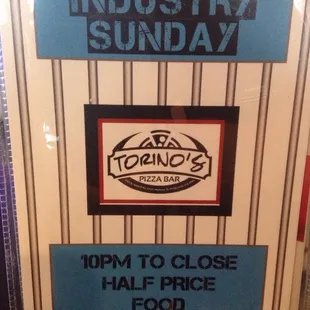 INDUSTRY
SUNDAY
TORINO'S
PIZZA BAR
10PM TO CLOSE
HALF PRICE
FOOD